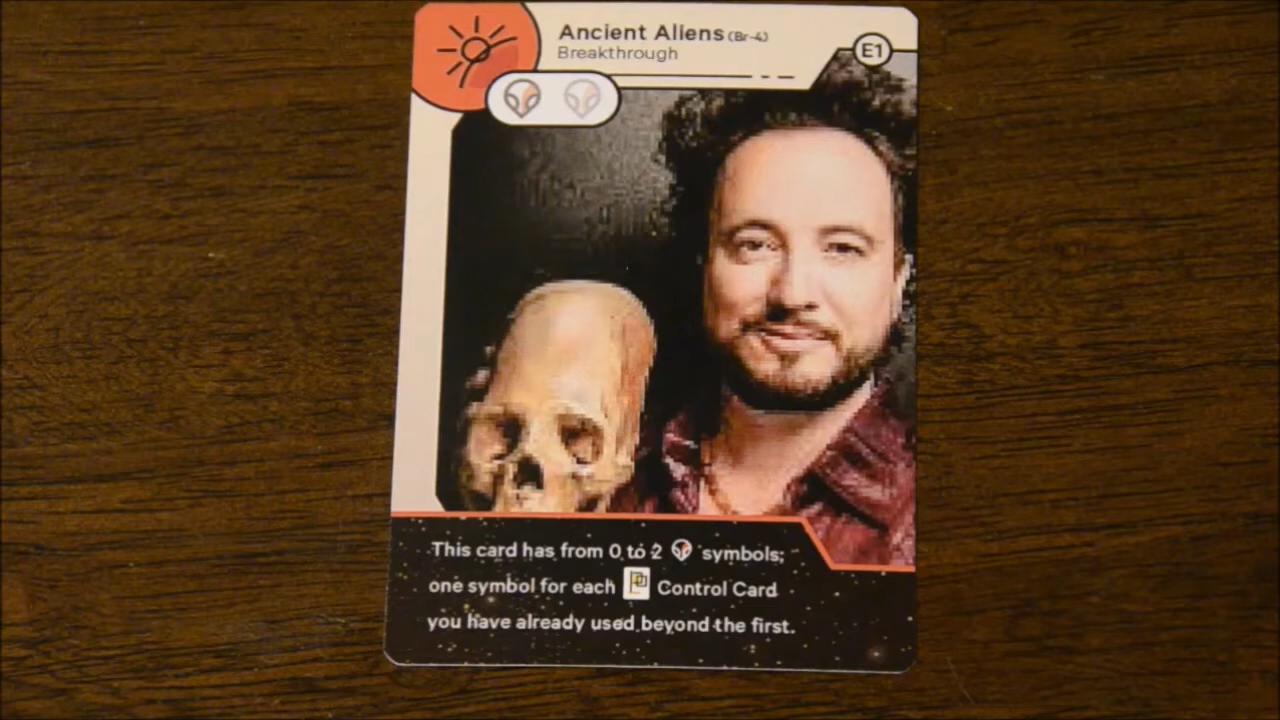 Ancient Aliens (Br-4)
Breakthrough
E1
This card has from 0 to 2 symbols;
one symbol for each Control Card
you have already used beyond the first.